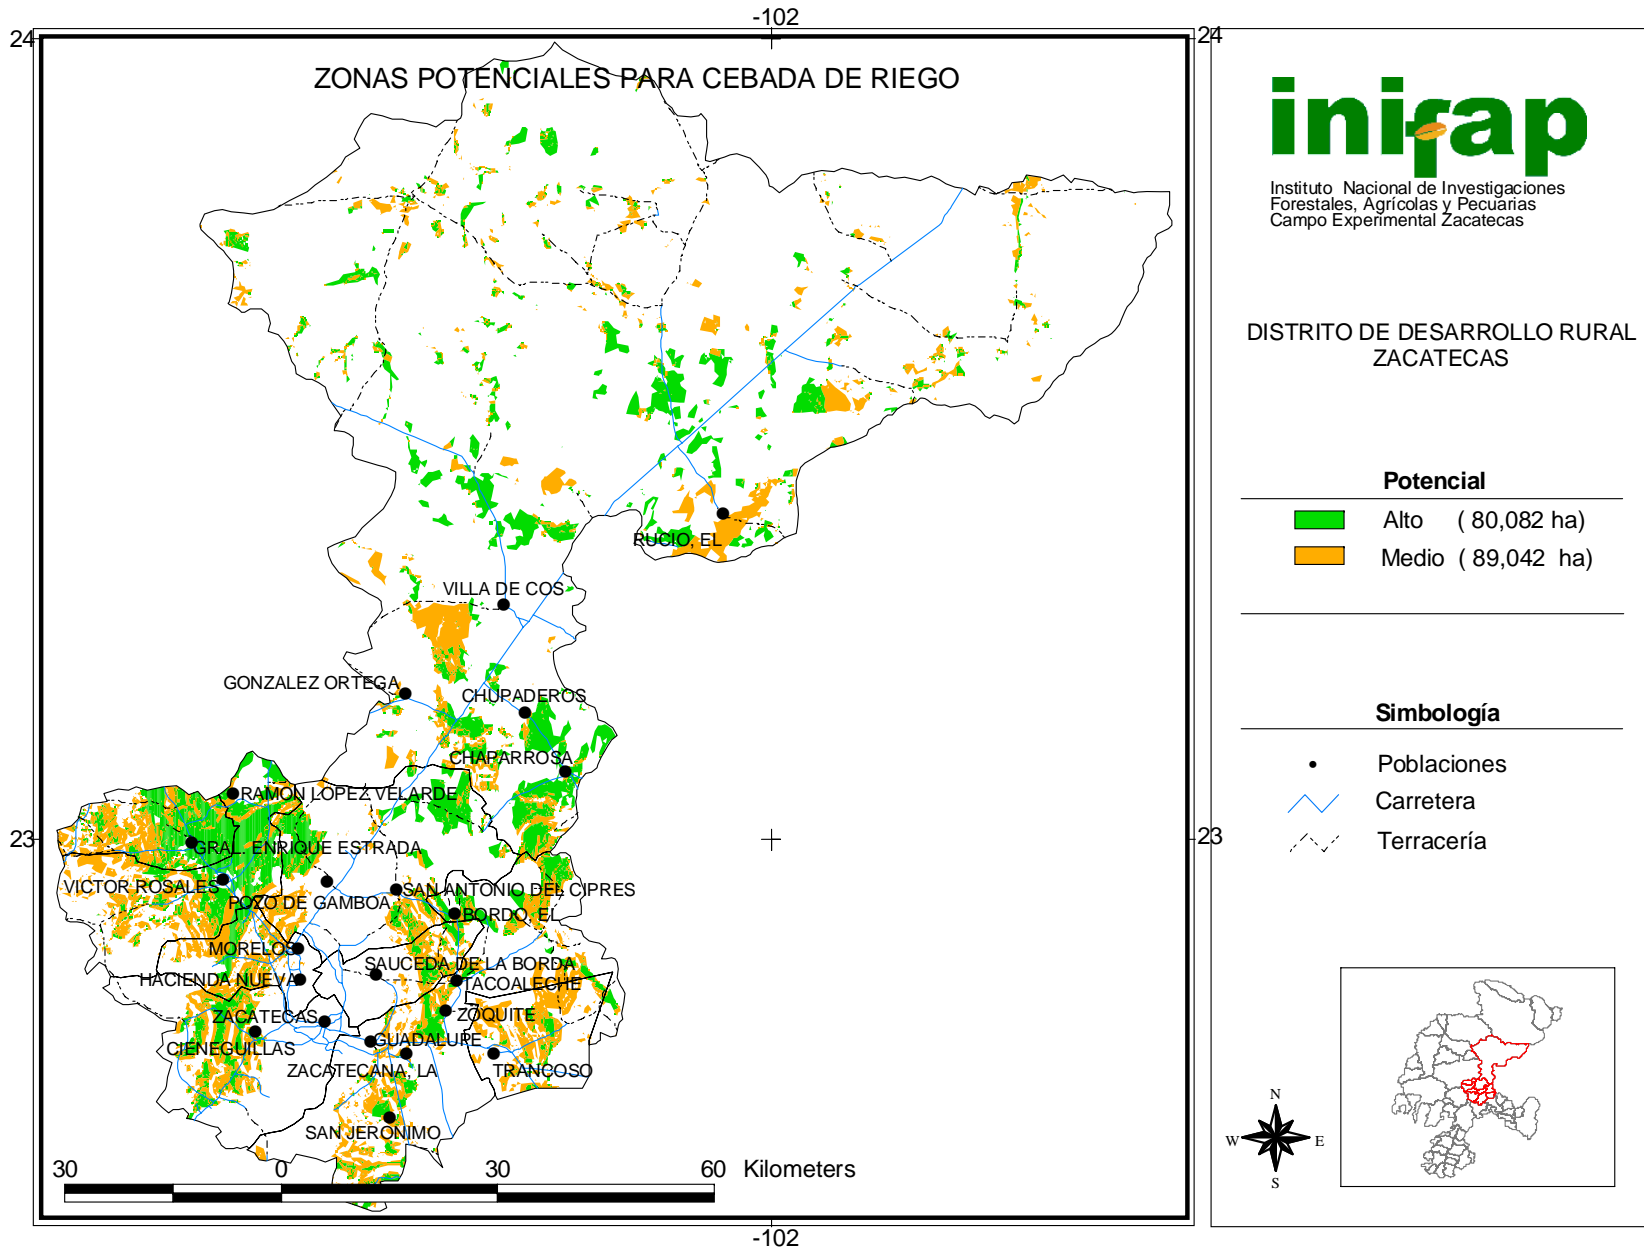 -102
24
24
ZONAS POTENCIALES PARA CEBADA DE RIEGO
inifap
Instituto Nacional de Investigaciones
Forestales, Agrícolas y Pecuarias
Campo Experimental Zacatecas
DISTRITO DE DESARROLLO RURAL
ZACATECAS
Potencial
Alto ( 80,082 ha)
Medio ( 89,042 ha)
RUCIO, EL
VILLA DE COS
GONZALEZ ORTEGA
CHUPADEROS
CHAPARROSA
RAMON LOPEZ VELARDE
GRAL. ENRIQUE ESTRADA
VICTOR ROSALES
POZO DE GAMBOA
SAN ANTONIO DEL CIPRES
BORDO, EL
MORELOS
SAUCEDA DE LA BORDA
HACIENDA NUEVA
TACOALECHE
ZACATECAS
ZOQUITE
CIENEGUILLAS
GUADALUPE
ZACATECANA, LA
TRANCOSO
SAN JERONIMO
23
23
Simbología
Poblaciones
Carretera
Terracería
N
W
E
S
30 0 30 60 Kilometers
-102